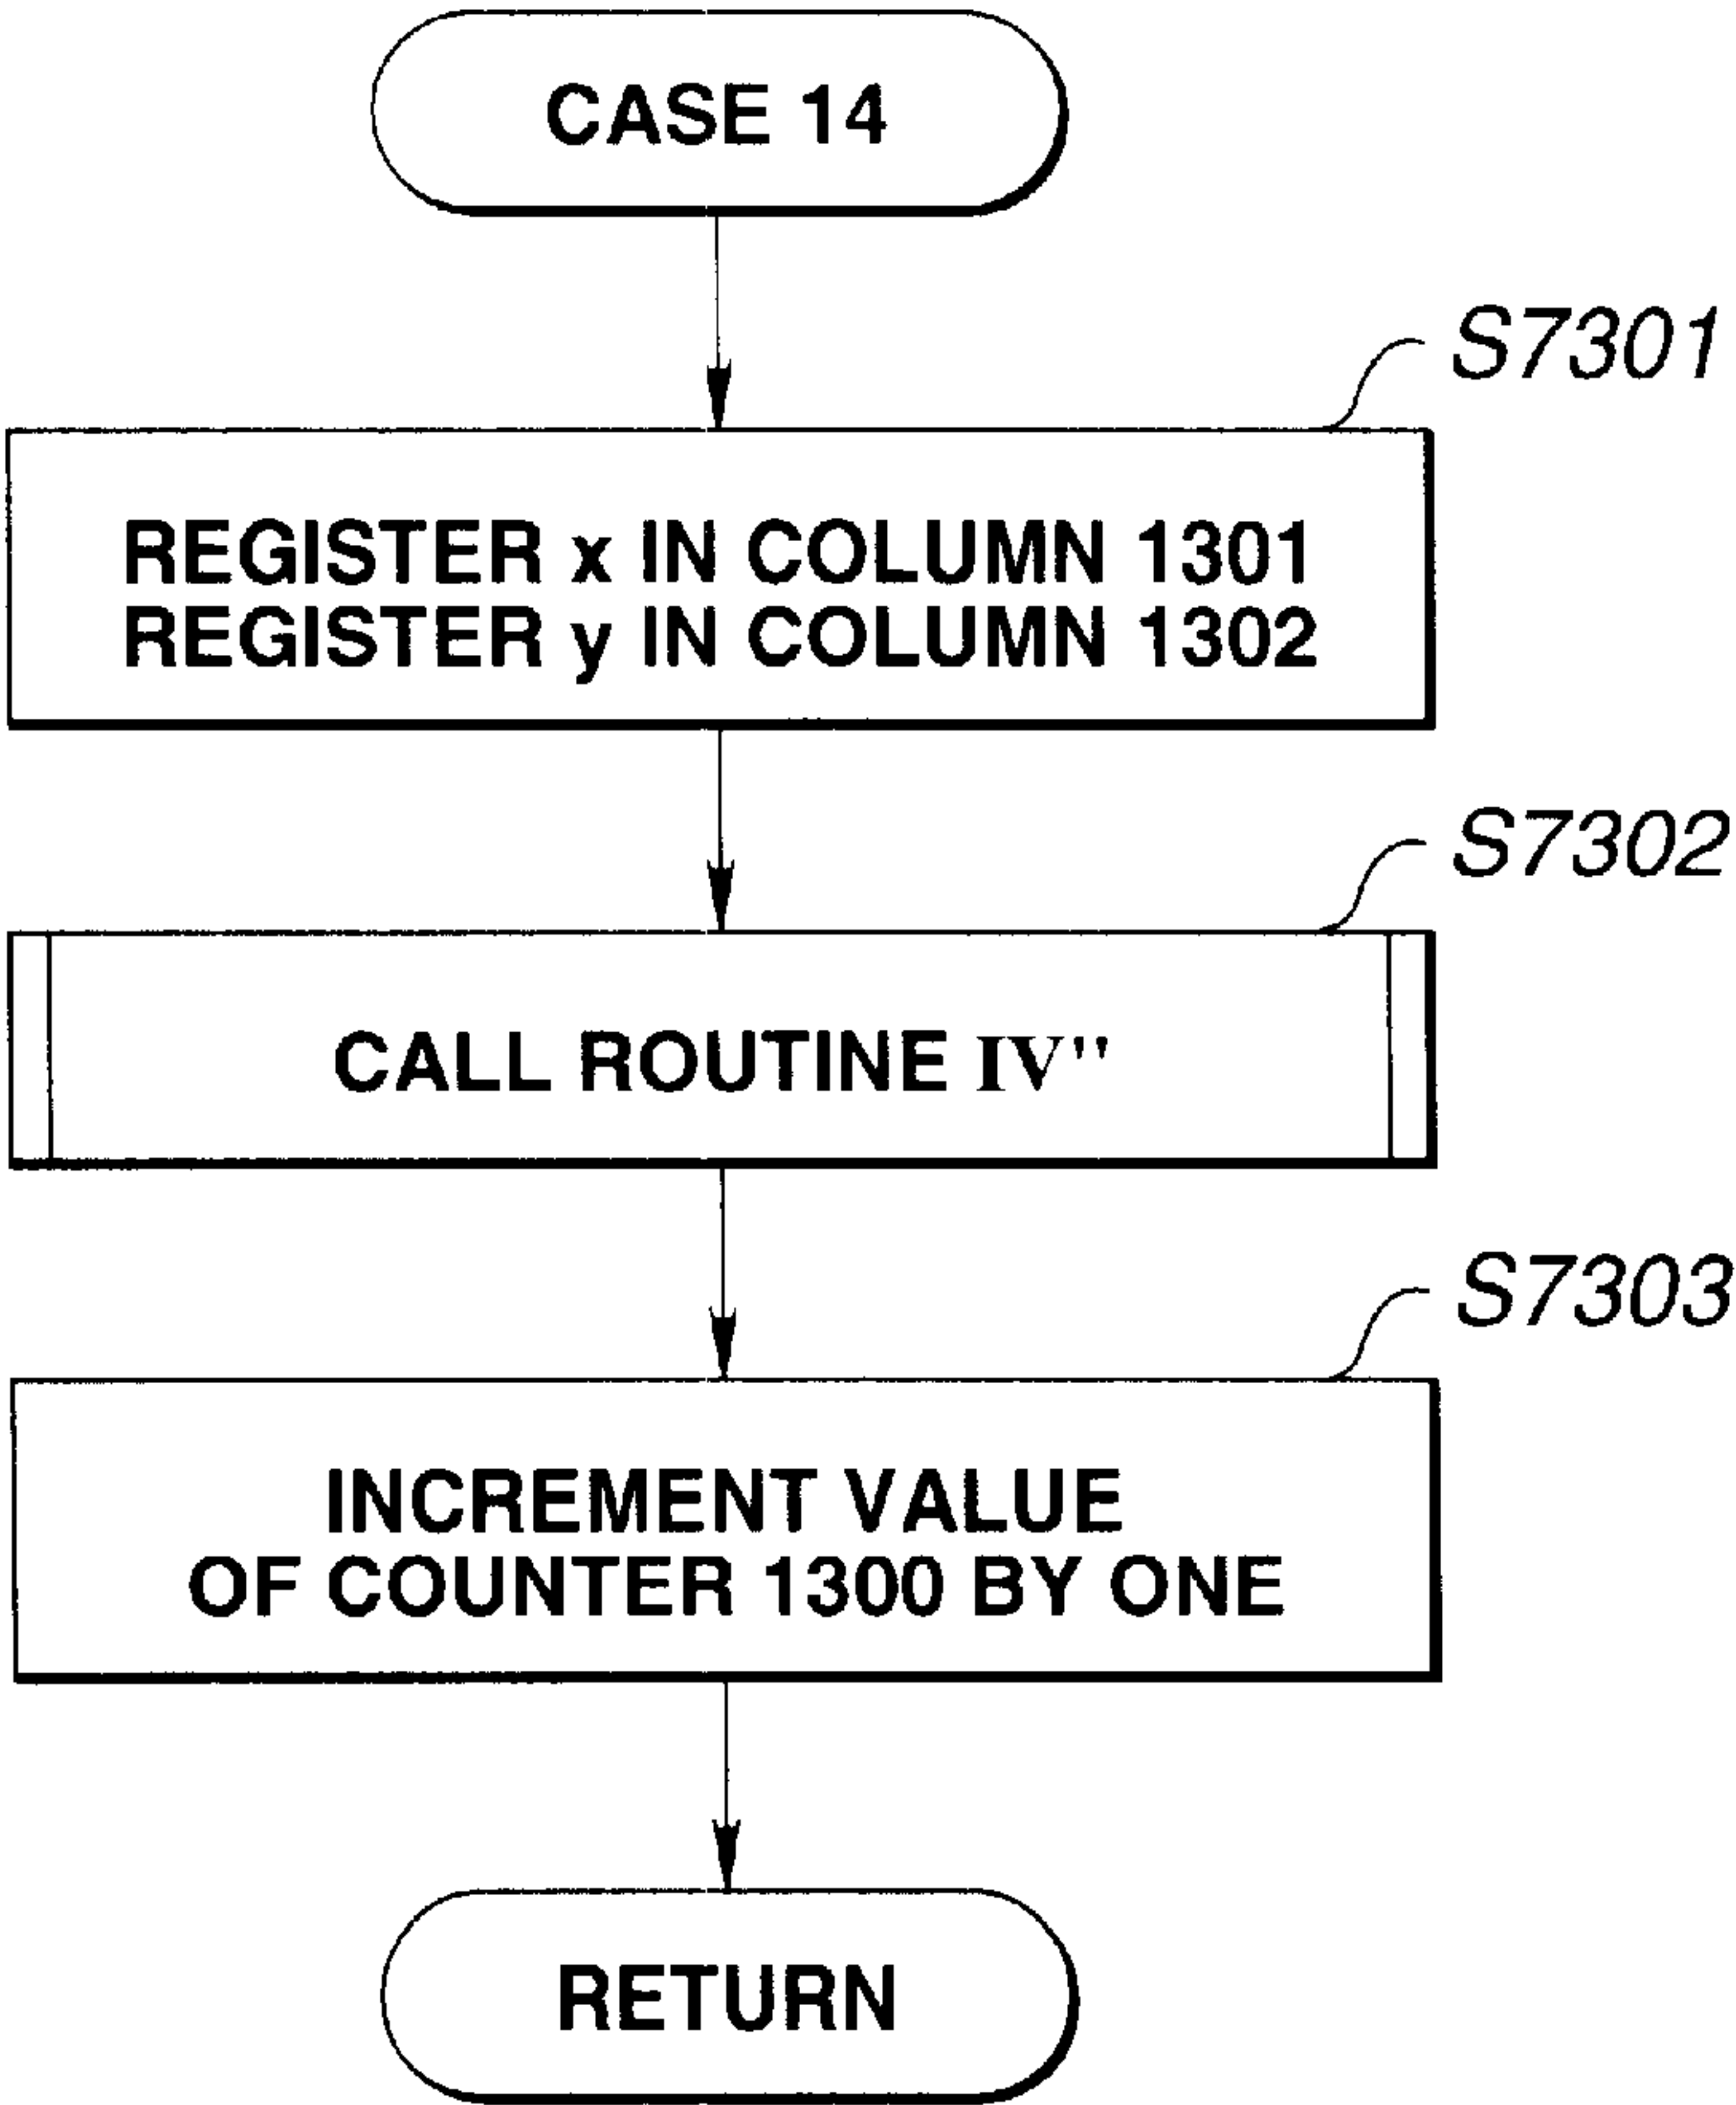 CASE 14
S7301
REGISTER x IN COLUMN 1301
REGISTER y IN COLUMN 1302
S7302
CALL ROUTINE IV''
S7303
INCREMENT VALUE
OF COUNTER 1300 BY ONE
RETURN